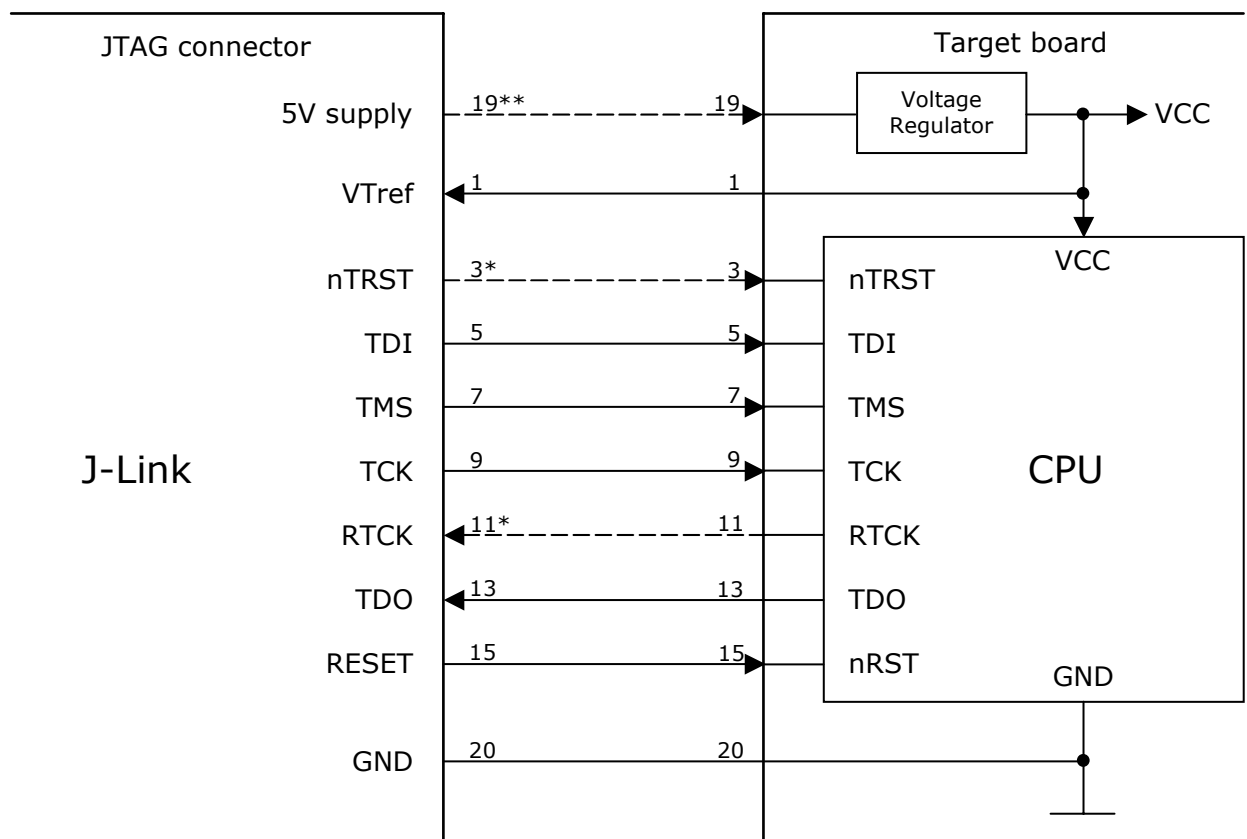 JTAG connector
Target board
5V supply 19** 19 Voltage Regulator VCC
VTref 1 1
VCC
nTRST 3* 3 nTRST
TDI 5 5 TDI
TMS 7 7 TMS
J-Link TCK 9 9 TCK CPU
RTCK 11* 11 RTCK
TDO 13 13 TDO
RESET 15 15 nRST
GND
GND 20 20